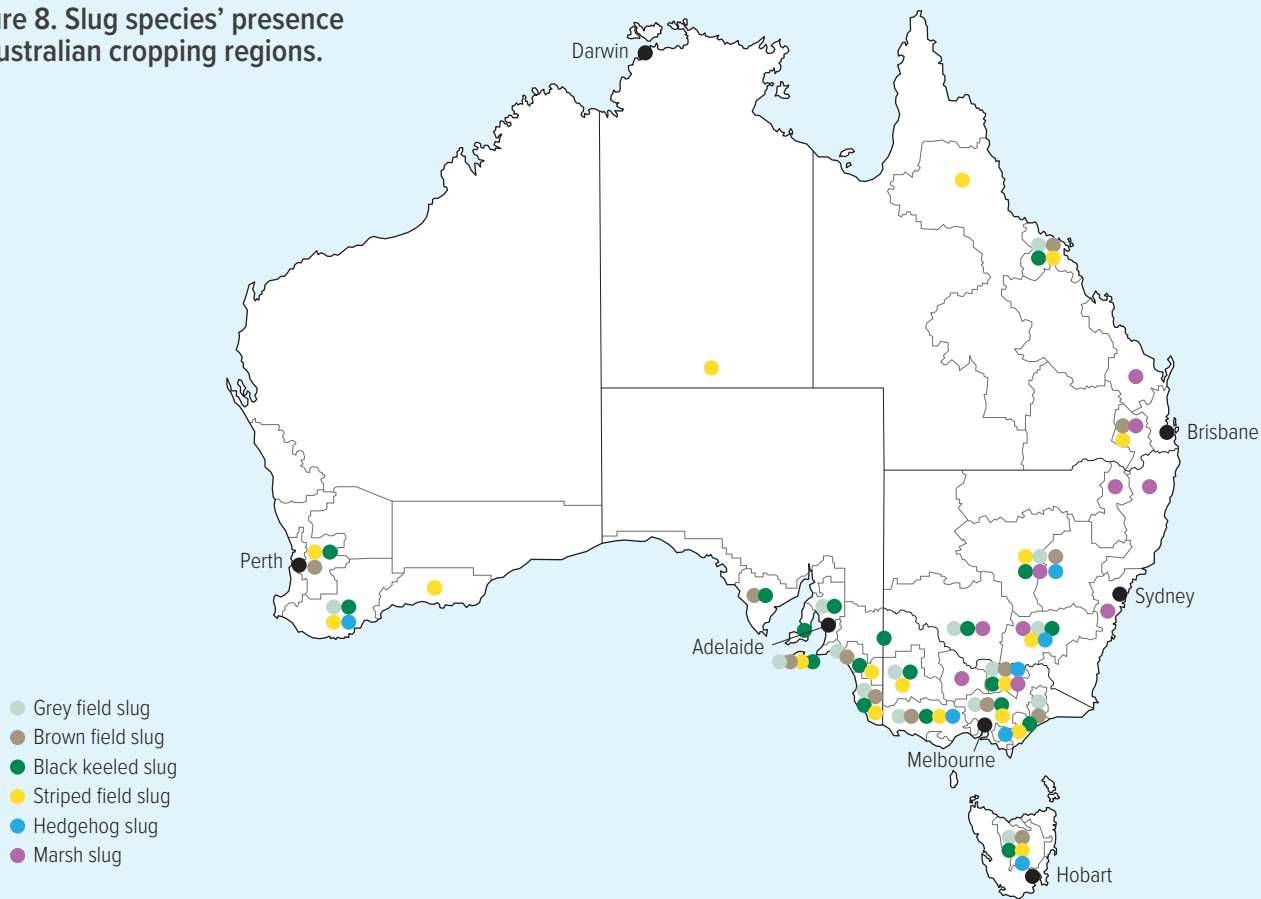 ure 8. Slug species’ presence
ustralian cropping regions.
Darwin
Brisbane
Perth
Sydney
Adelaide
Melbourne
Hobart
Grey field slug
Brown field slug
Black keeled slug
Striped field slug
Hedgehog slug
Marsh slug